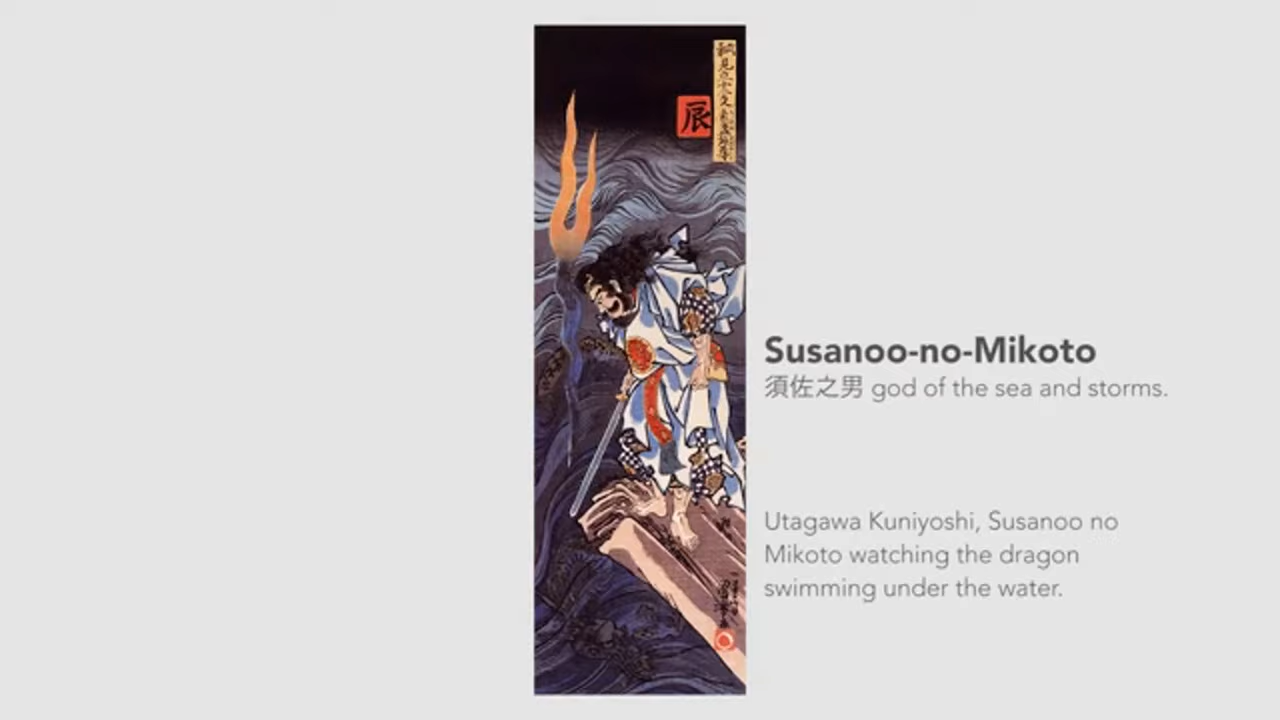 辰
Susanoo-no-Mikoto
須佐之男 god of the sea and storms.
Utagawa Kuniyoshi, Susanoo no
Mikoto watching the dragon
swimming under the water.